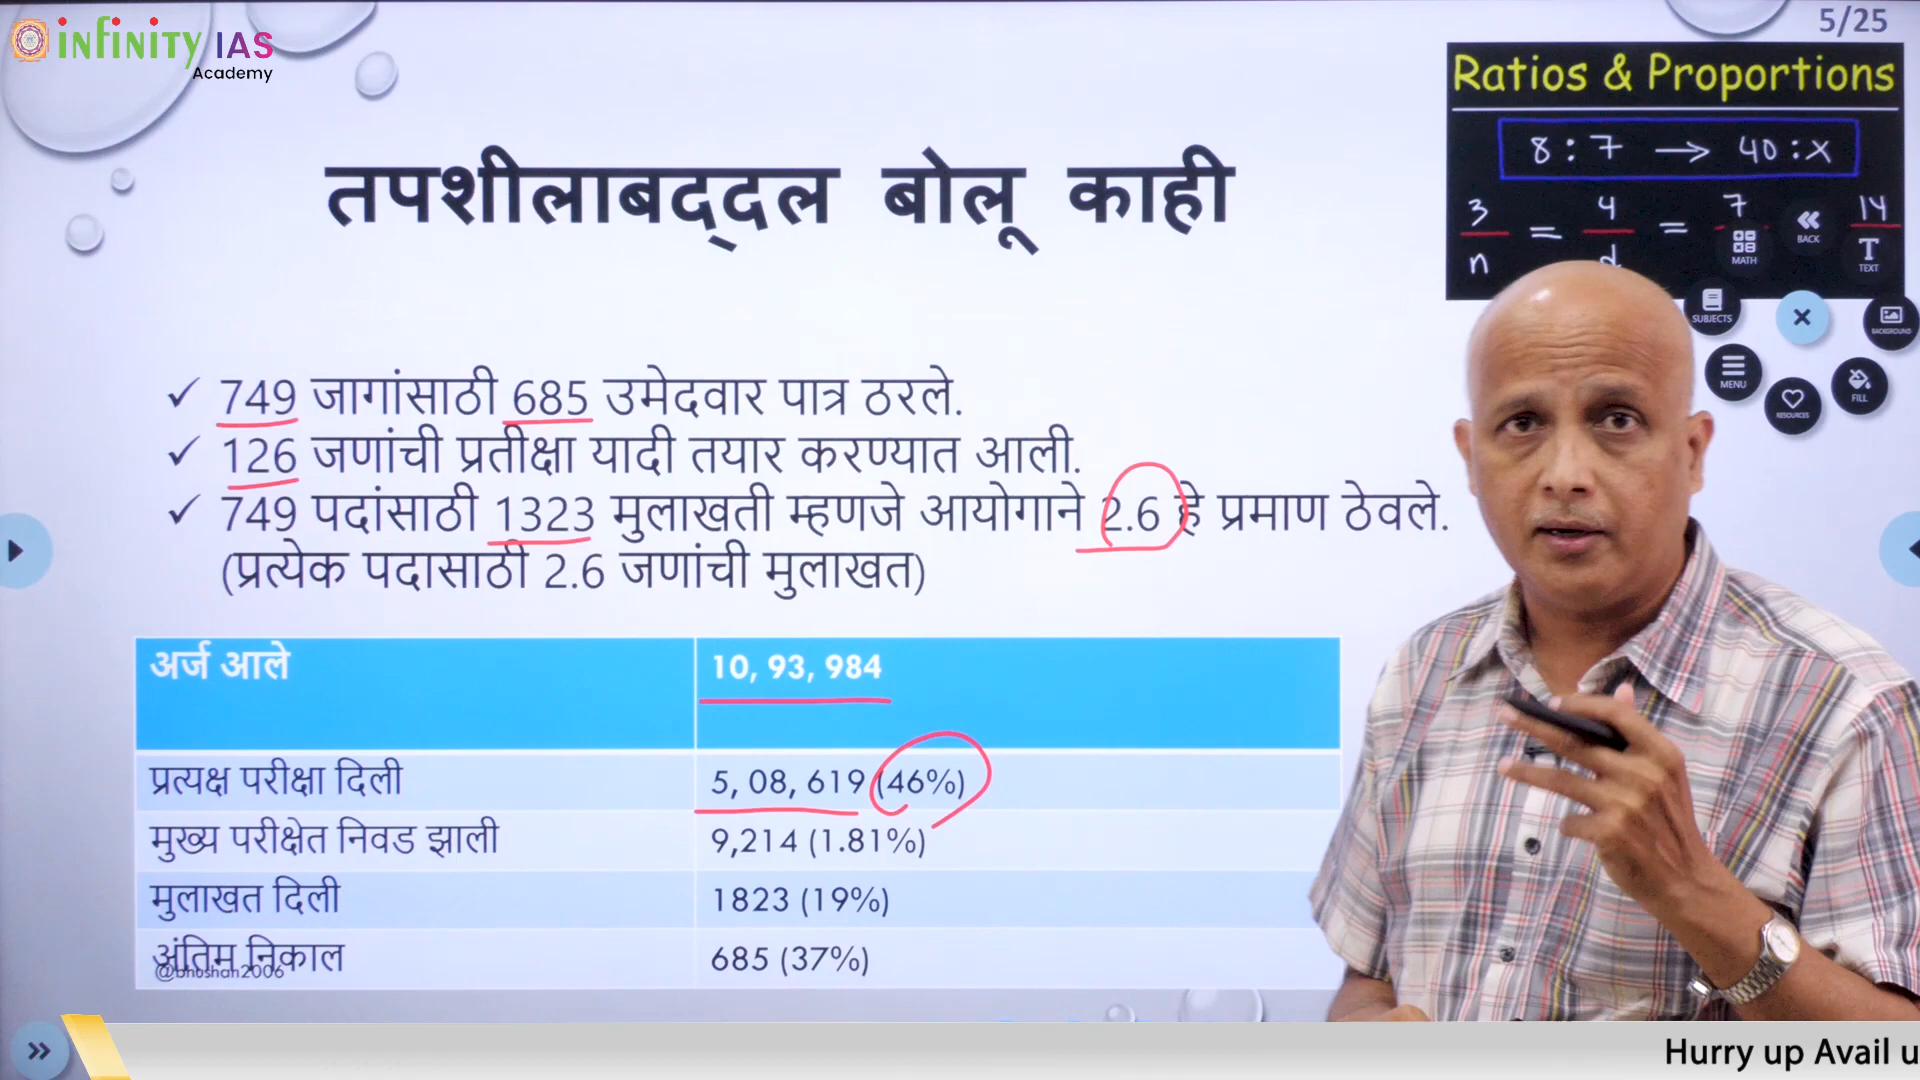 infinity IAS
Academy
5/25
Ratios & Proportions
8 : 7 → 40 : x
3 = 4 = 7 14
n d
MATH
BACK
TEXT
SUBJECTS
BACKGROUND
MENU
RESOURCES
FILL
तपशीलाबद्दल बोलू काही
✓ 749 जागांसाठी 685 उमेदवार पात्र ठरले.
✓ 126 जणांची प्रतीक्षा यादी तयार करण्यात आली.
✓ 749 पदांसाठी 1323 मुलाखती म्हणजे आयोगाने 2.6 हे प्रमाण ठेवले.
(प्रत्येक पदासाठी 2.6 जणांची मुलाखत)
अर्ज आले 10, 93, 984
प्रत्यक्ष परीक्षा दिली 5, 08, 619 (46%)
मुख्य परीक्षेत निवड झाली 9,214 (1.81%)
मुलाखत दिली 1823 (19%)
अंतिम निकाल 685 (37%)
@bhushan2006
Hurry up Avail u